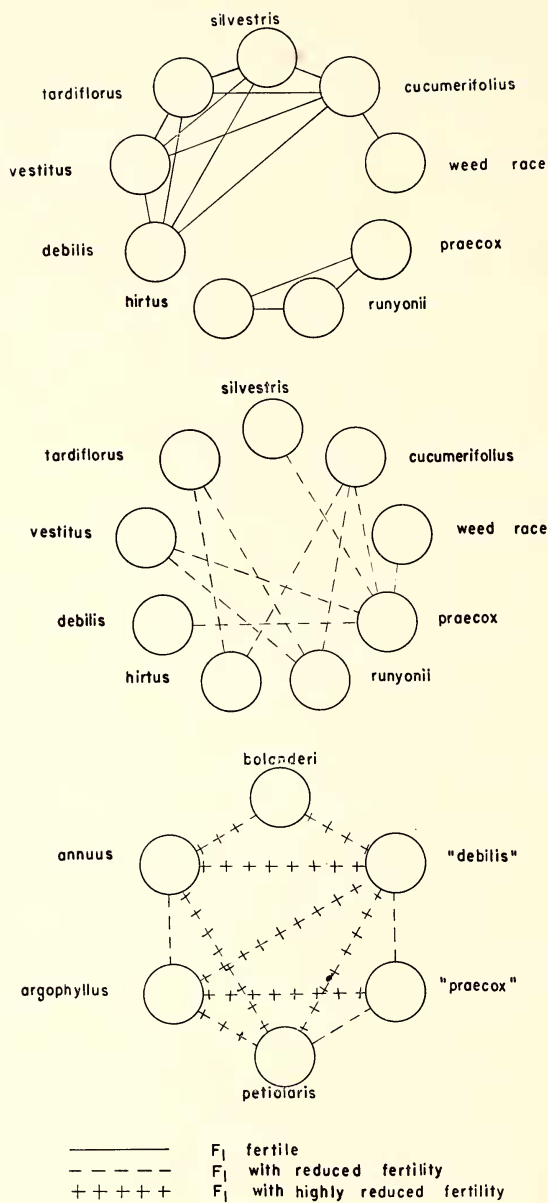 silvestris
tardiflorus
cucumerifolius
vestitus
weed race
debilis
praecox
hirtus
runyonii
silvestris
tardiflorus
cucumerifolius
vestitus
weed race
debilis
praecox
hirtus
runyonii
bolanderi
annuus
"debilis"
argophyllus
"praecox"
petiolaris
F1 fertile
F1 with reduced fertility
F1 with highly reduced fertility